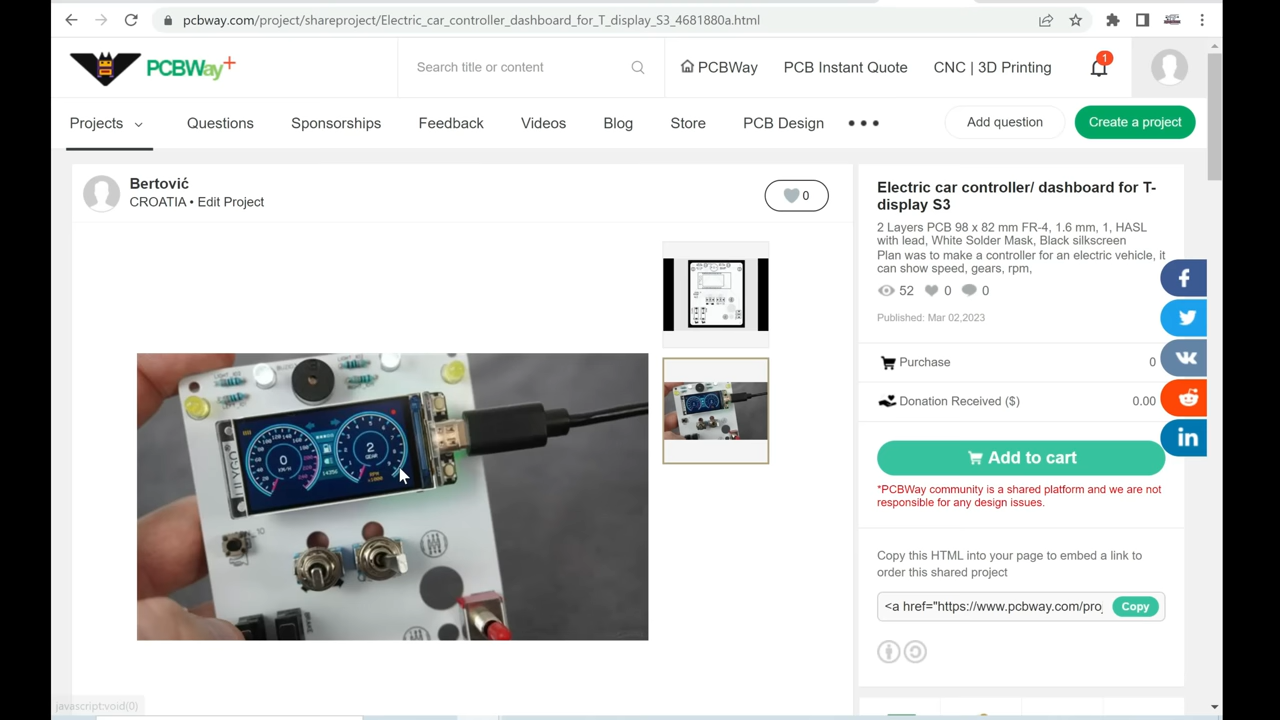 pcbway.com/project/shareproject/Electric_car_controller_dashboard_for_T_display_S3_4681880a.html
PCBWay+
Search title or content
PCBWay
PCB Instant Quote
CNC | 3D Printing
1
Projects
Questions
Sponsorships
Feedback
Videos
Blog
Store
PCB Design
Add question
Create a project
Bertović
CROATIA • Edit Project
0
LILYGO
0
KM/H
2
GEAR
RPM
x1000
Electric car controller/ dashboard for T-
display S3
2 Layers PCB 98 x 82 mm FR-4, 1.6 mm, 1, HASL
with lead, White Solder Mask, Black silkscreen
Plan was to make a controller for an electric vehicle, it
can show speed, gears, rpm,
52
0
0
Published: Mar 02,2023
Purchase
0
Donation Received ($)
0.00
Add to cart
*PCBWay community is a shared platform and we are not
responsible for any design issues.
Copy this HTML into your page to embed a link to
order this shared project
<a href="https://www.pcbway.com/pro
Copy
javascript:void(0)